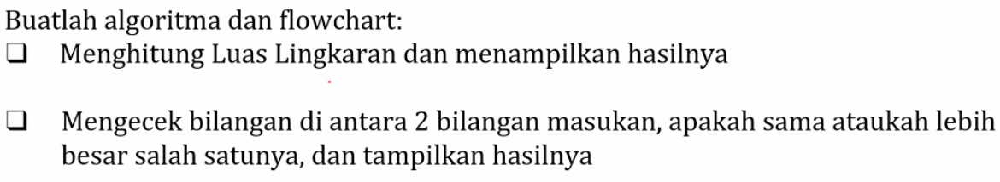 Buatlah algoritma dan flowchart:
❑ Menghitung Luas Lingkaran dan menampilkan hasilnya
❑ Mengecek bilangan di antara 2 bilangan masukan, apakah sama ataukah lebih
besar salah satunya, dan tampilkan hasilnya